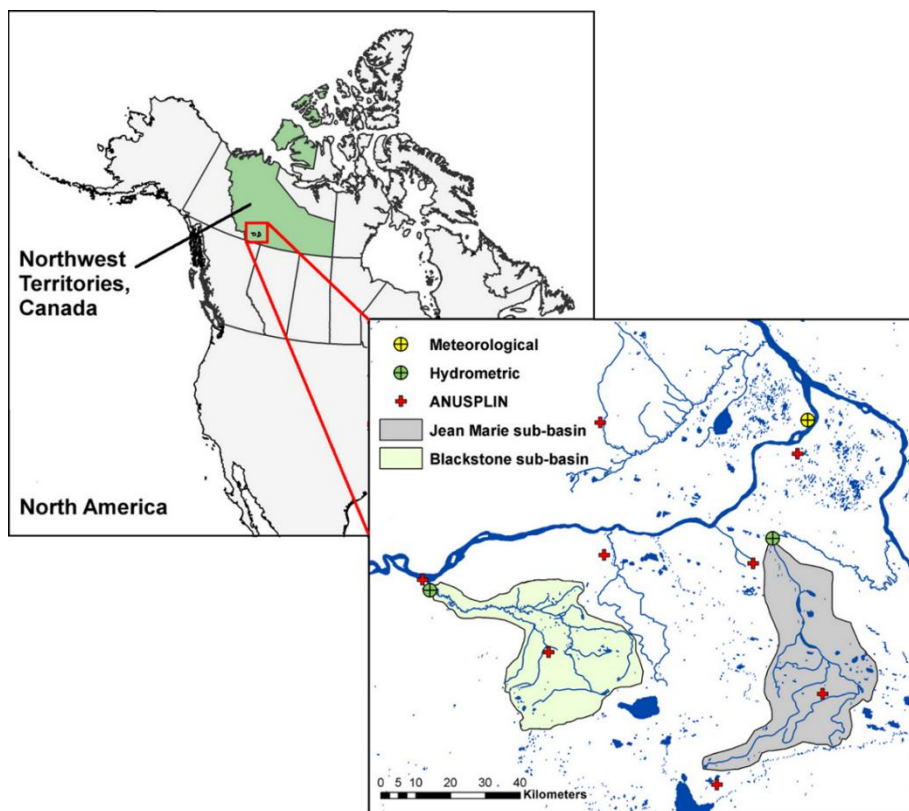 Northwest
Territories,
Canada
North America
Meteorological
Hydrometric
ANUSPLIN
Jean Marie sub-basin
Blackstone sub-basin
0 5 10 20 30 40
Kilometers